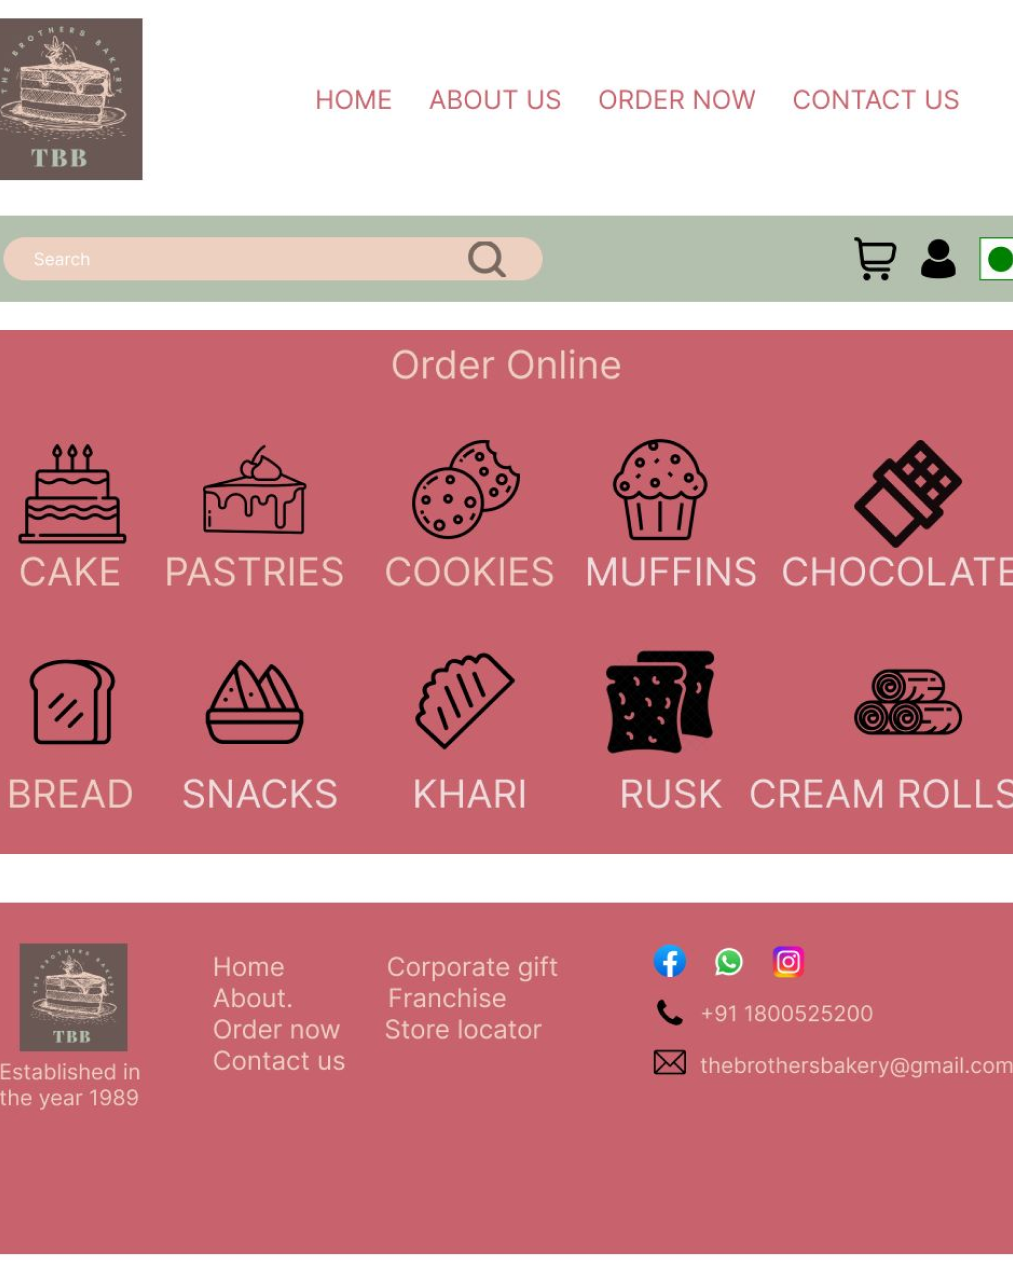 THE BROTHERS BAKERY
TBB
HOME ABOUT US ORDER NOW CONTACT US
Search
Order Online
CAKE PASTRIES COOKIES MUFFINS CHOCOLATE
BREAD SNACKS KHARI RUSK CREAM ROLLS
THE BROTHERS BAKERY
TBB
Established in
the year 1989
Home
About.
Order now
Contact us
Corporate gift
Franchise
Store locator
+91 1800525200
thebrothersbakery@gmail.com